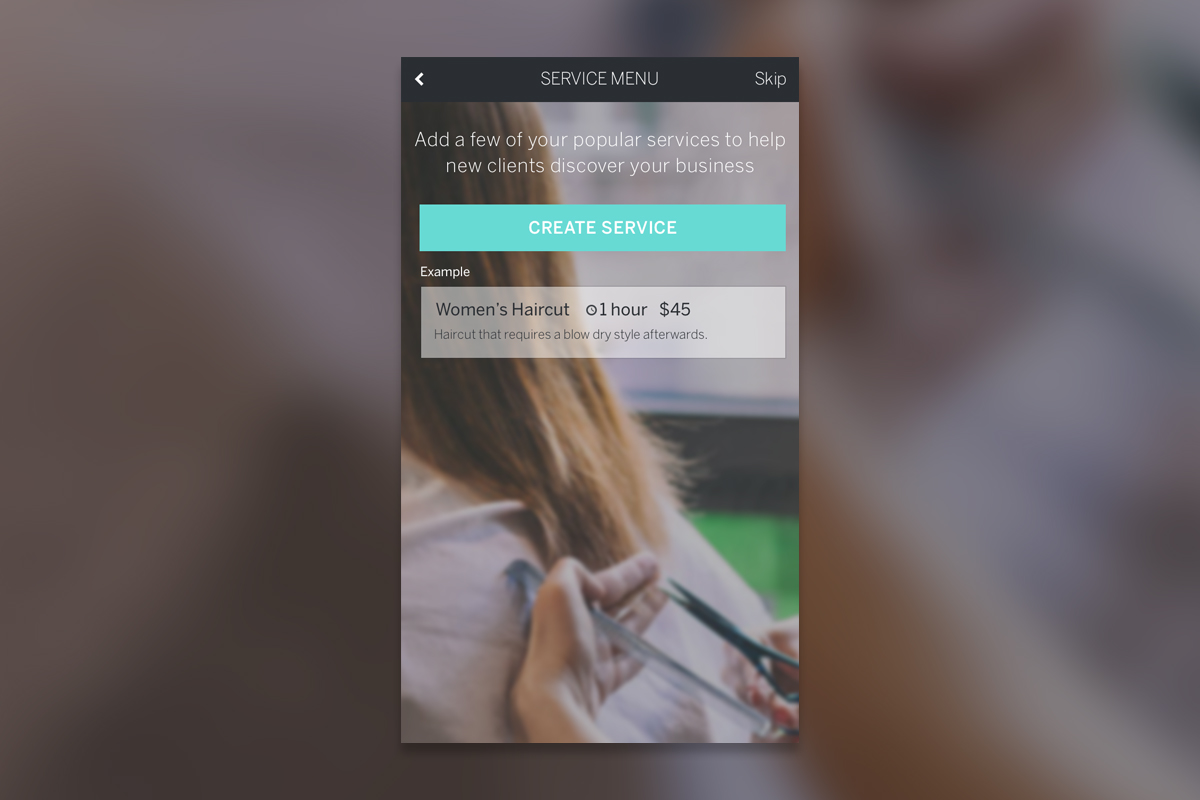 SERVICE MENU Skip
Add a few of your popular services to help
new clients discover your business
CREATE SERVICE
Example
Women’s Haircut 1 hour $45
Haircut that requires a blow dry style afterwards.